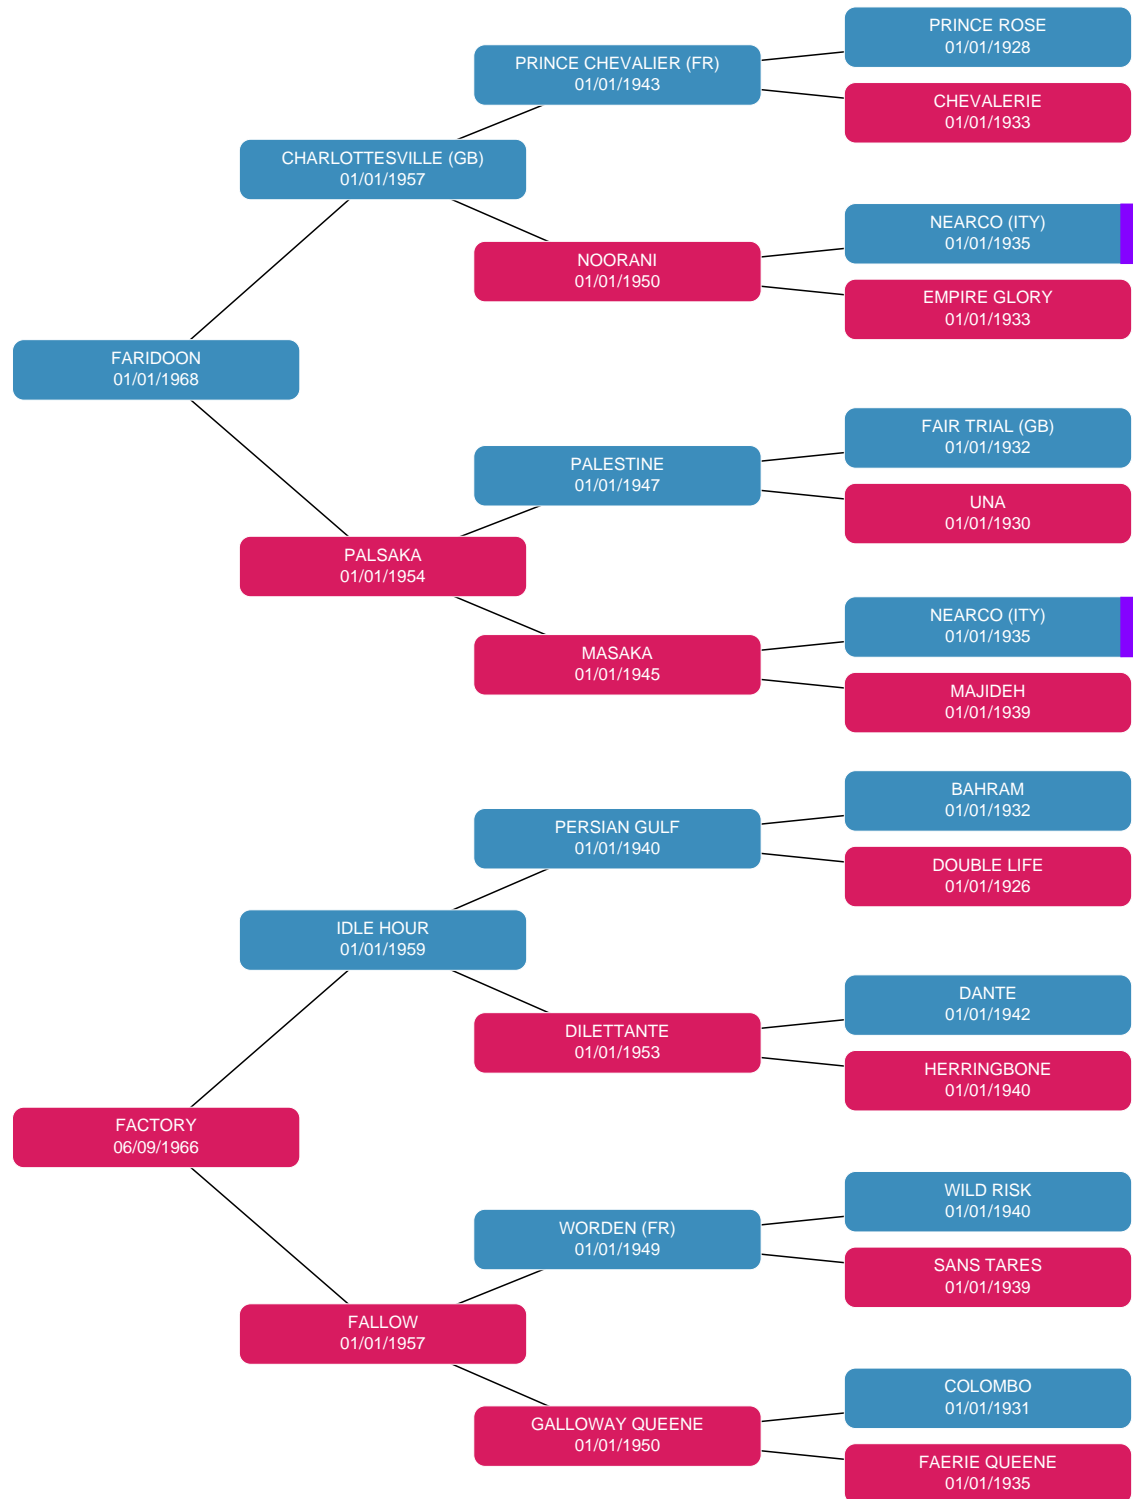 PRINCE ROSE
01/01/1928
PRINCE CHEVALIER (FR)
01/01/1943
CHEVALERIE
01/01/1933
CHARLOTTESVILLE (GB)
01/01/1957
NEARCO (ITY)
01/01/1935
NOORANI
01/01/1950
EMPIRE GLORY
01/01/1933
FARIDOON
01/01/1968
FAIR TRIAL (GB)
01/01/1932
PALESTINE
01/01/1947
UNA
01/01/1930
PALSAKA
01/01/1954
NEARCO (ITY)
01/01/1935
MASAKA
01/01/1945
MAJIDEH
01/01/1939
BAHRAM
01/01/1932
PERSIAN GULF
01/01/1940
DOUBLE LIFE
01/01/1926
IDLE HOUR
01/01/1959
DANTE
01/01/1942
DILETTANTE
01/01/1953
HERRINGBONE
01/01/1940
FACTORY
06/09/1966
WILD RISK
01/01/1940
WORDEN (FR)
01/01/1949
SANS TARES
01/01/1939
FALLOW
01/01/1957
COLOMBO
01/01/1931
GALLOWAY QUEENE
01/01/1950
FAERIE QUEENE
01/01/1935